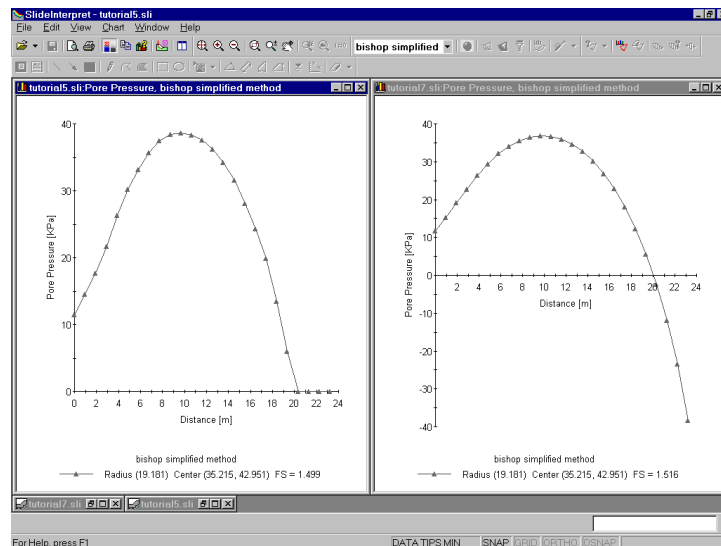 SlideInterpret - tutorial5.sli
File Edit View Chart Window Help
bishop simplified
tutorial5.sli:Pore Pressure, bishop simplified method
40
30
20
10
0
Pore Pressure [KPa]
0 2 4 6 8 10 12 14 16 18 20 22 24
Distance [m]
bishop simplified method
Radius (19.181) Center (35.215, 42.951) FS = 1.499
tutorial7.sli:Pore Pressure, bishop simplified method
40
30
20
10
0
-10
-20
-30
-40
Pore Pressure [KPa]
2 4 6 8 10 12 14 16 18 20 22 24
Distance [m]
bishop simplified method
Radius (19.181) Center (35.215, 42.951) FS = 1.516
tutorial7.sli
tutorial5.sli
For Help, press F1
DATA TIPS MIN SNAP GRID ORTHO OSNAP